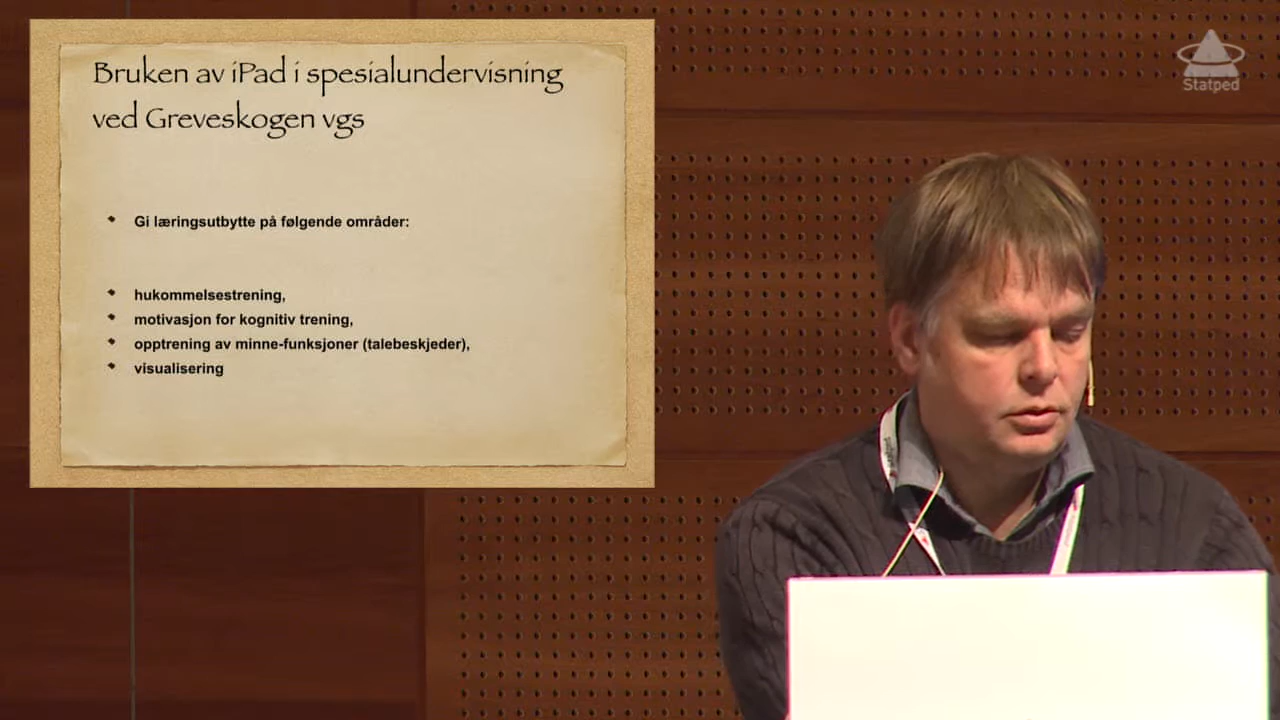 Bruken av iPad i spesialundervisning
ved Greveskogen vgs
Gi læringsutbytte på følgende områder:
hukommelsestrening,
motivasjon for kognitiv trening,
opptrening av minne-funksjoner (talebeskjeder),
visualisering
Statped